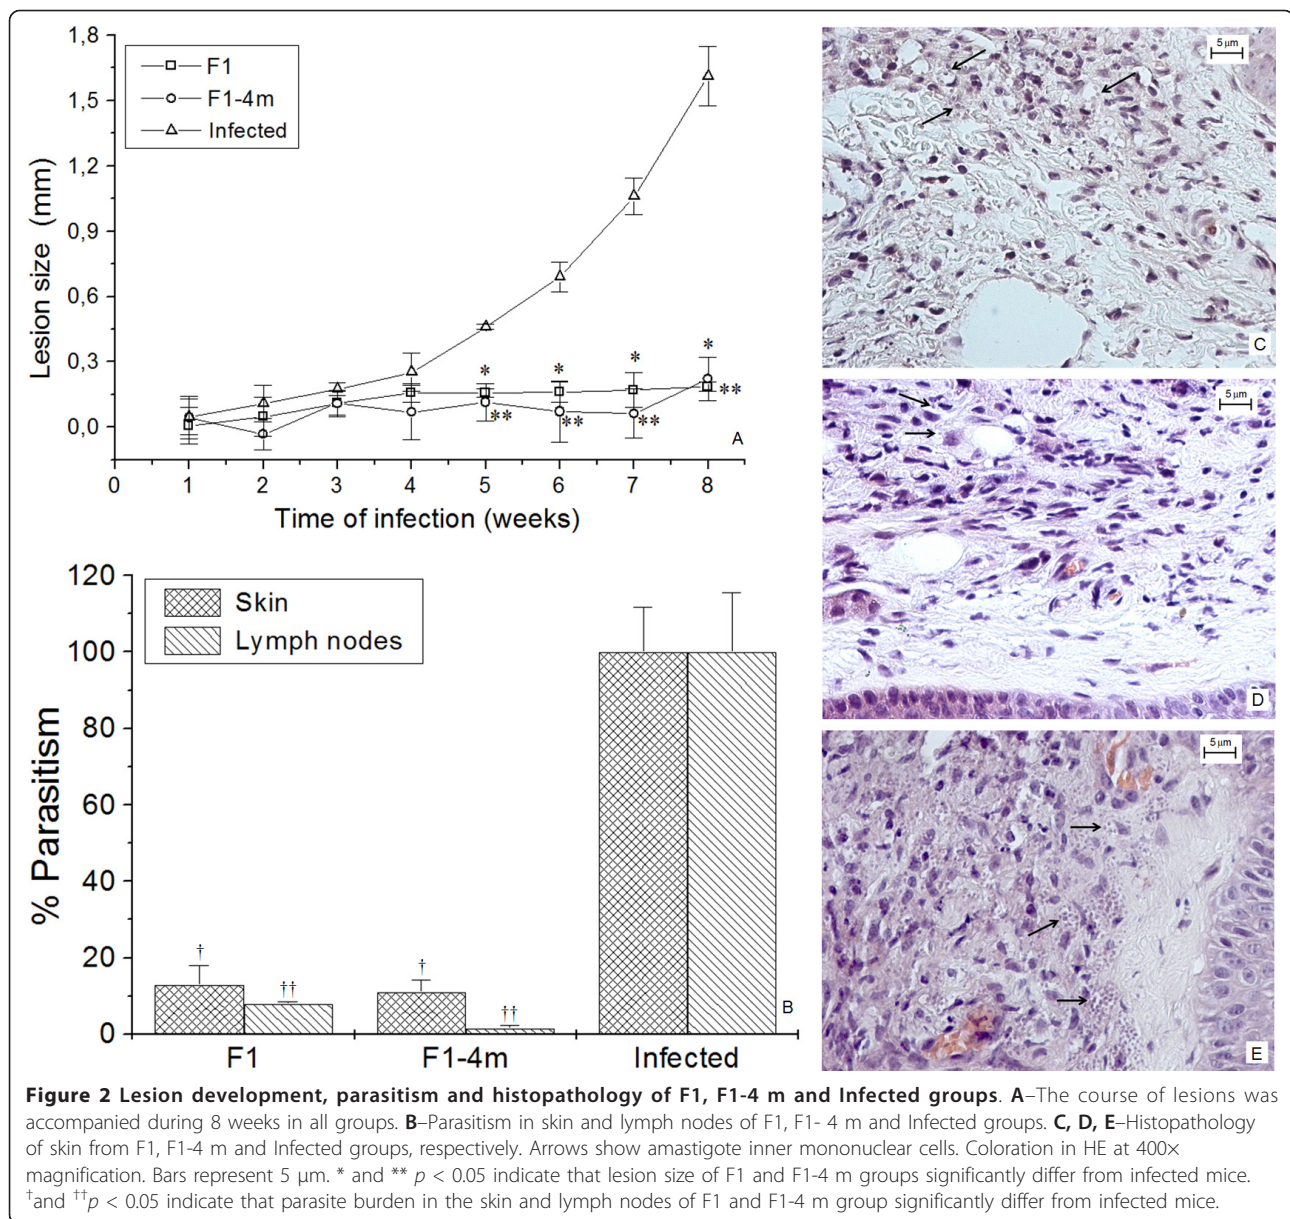 1,8
1,5
1,2
0,9
0,6
0,3
0,0
Lesion size (mm)
F1
F1-4m
Infected
* * * *
** ** ** **
A
0 1 2 3 4 5 6 7 8
Time of infection (weeks)
120
100
80
60
40
20
0
% Parasitism
Skin
Lymph nodes
† †† † ††
B
F1 F1-4m Infected
5 µm
C
5 µm
D
5 µm
E
Figure 2 Lesion development, parasitism and histopathology of F1, F1-4 m and Infected groups. A–The course of lesions was
accompanied during 8 weeks in all groups. B–Parasitism in skin and lymph nodes of F1, F1- 4 m and Infected groups. C, D, E–Histopathology
of skin from F1, F1-4 m and Infected groups, respectively. Arrows show amastigote inner mononuclear cells. Coloration in HE at 400×
magnification. Bars represent 5 μm. * and ** p < 0.05 indicate that lesion size of F1 and F1-4 m groups significantly differ from infected mice.
†and ††p < 0.05 indicate that parasite burden in the skin and lymph nodes of F1 and F1-4 m group significantly differ from infected mice.